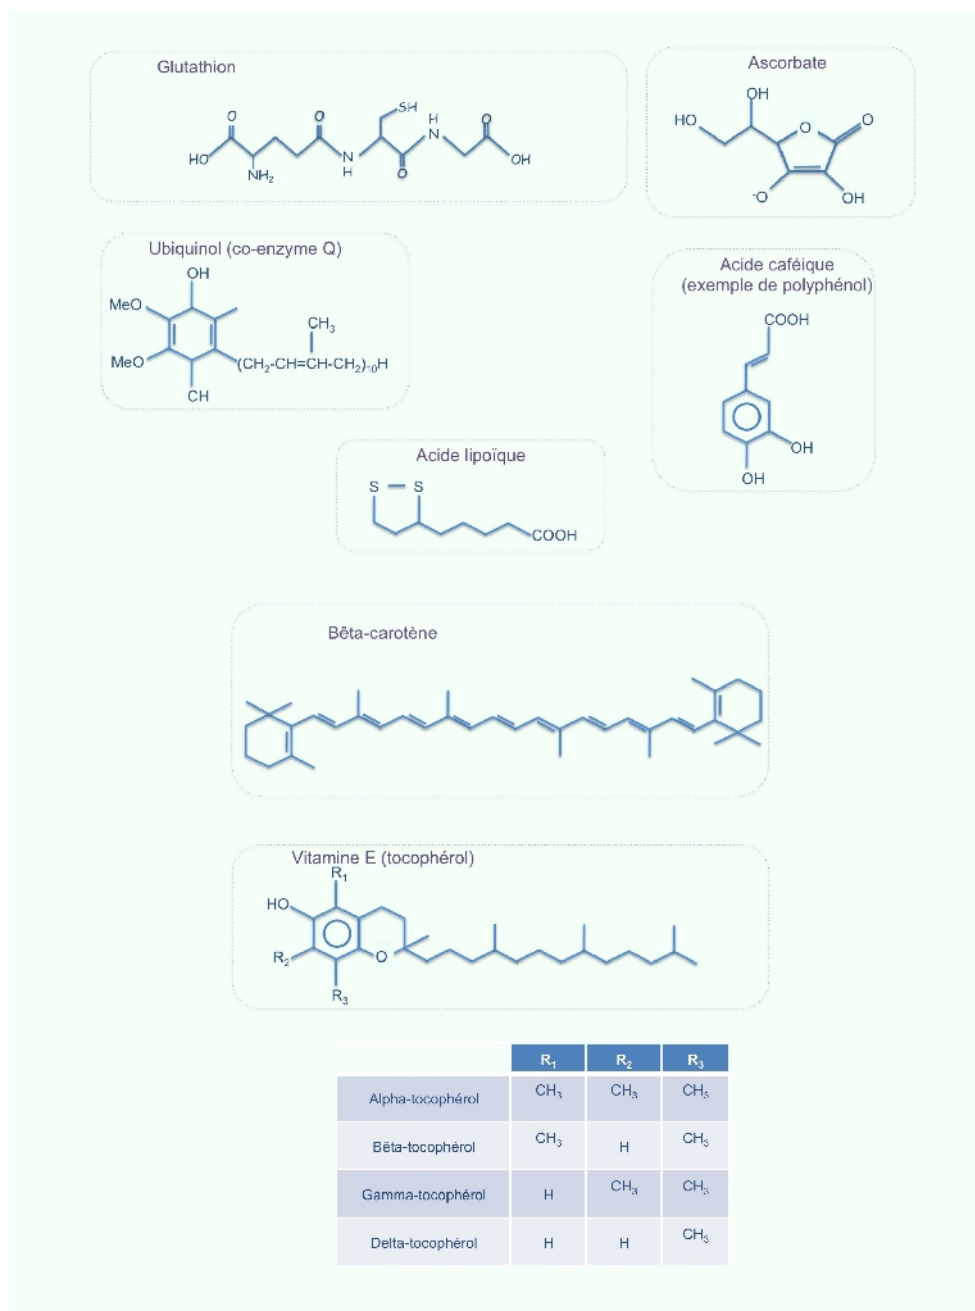 Glutathion
SH
O
O
H
N
O
HO
NH₂
N
H
O
OH
Ascorbate
OH
HO
O
O
⁻O
OH
Ubiquinol (co-enzyme Q)
OH
MeO
CH₃
MeO
(CH₂-CH=CH-CH₂)₋₀H
CH
Acide caféique
(exemple de polyphénol)
COOH
OH
OH
Acide lipoïque
S — S
COOH
Bêta-carotène
Vitamine E (tocophérol)
R₁
HO
R₂
O
R₃
R₁ R₂ R₃
Alpha-tocophérol CH₃ CH₃ CH₃
Bêta-tocophérol CH₃ H CH₃
Gamma-tocophérol H CH₃ CH₃
Delta-tocophérol H H CH₃